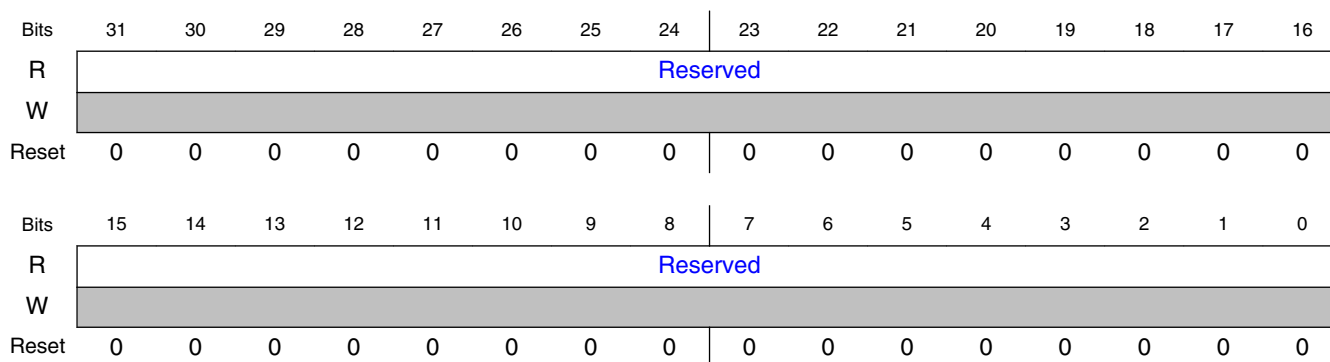 Bits 31 30 29 28 27 26 25 24 23 22 21 20 19 18 17 16
R Reserved
W
Reset 0 0 0 0 0 0 0 0 0 0 0 0 0 0 0 0
Bits 15 14 13 12 11 10 9 8 7 6 5 4 3 2 1 0
R Reserved
W
Reset 0 0 0 0 0 0 0 0 0 0 0 0 0 0 0 0